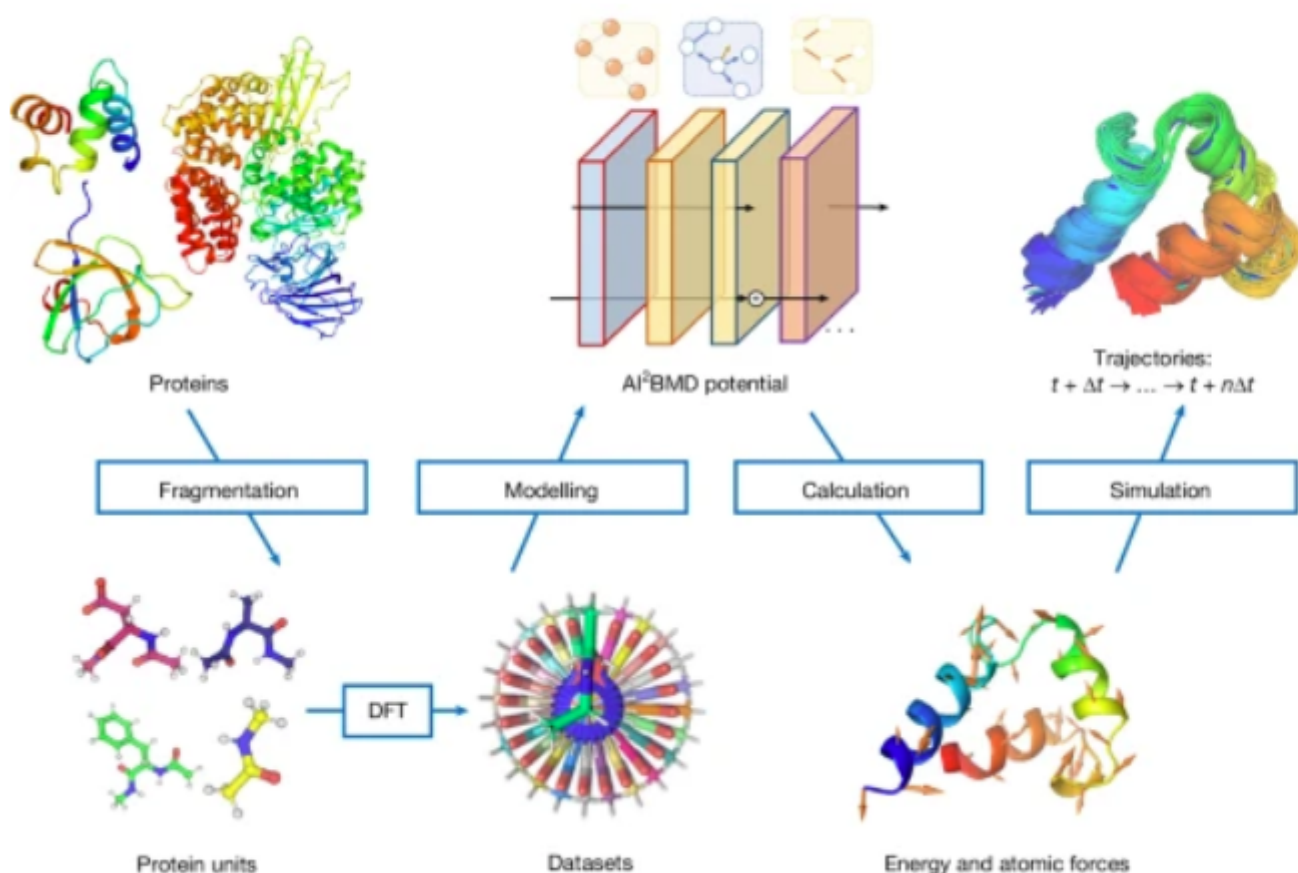 Proteins
AI²BMD potential
Trajectories:
t + Δt → ... → t + nΔt
Fragmentation
Modelling
Calculation
Simulation
DFT
Protein units
Datasets
Energy and atomic forces